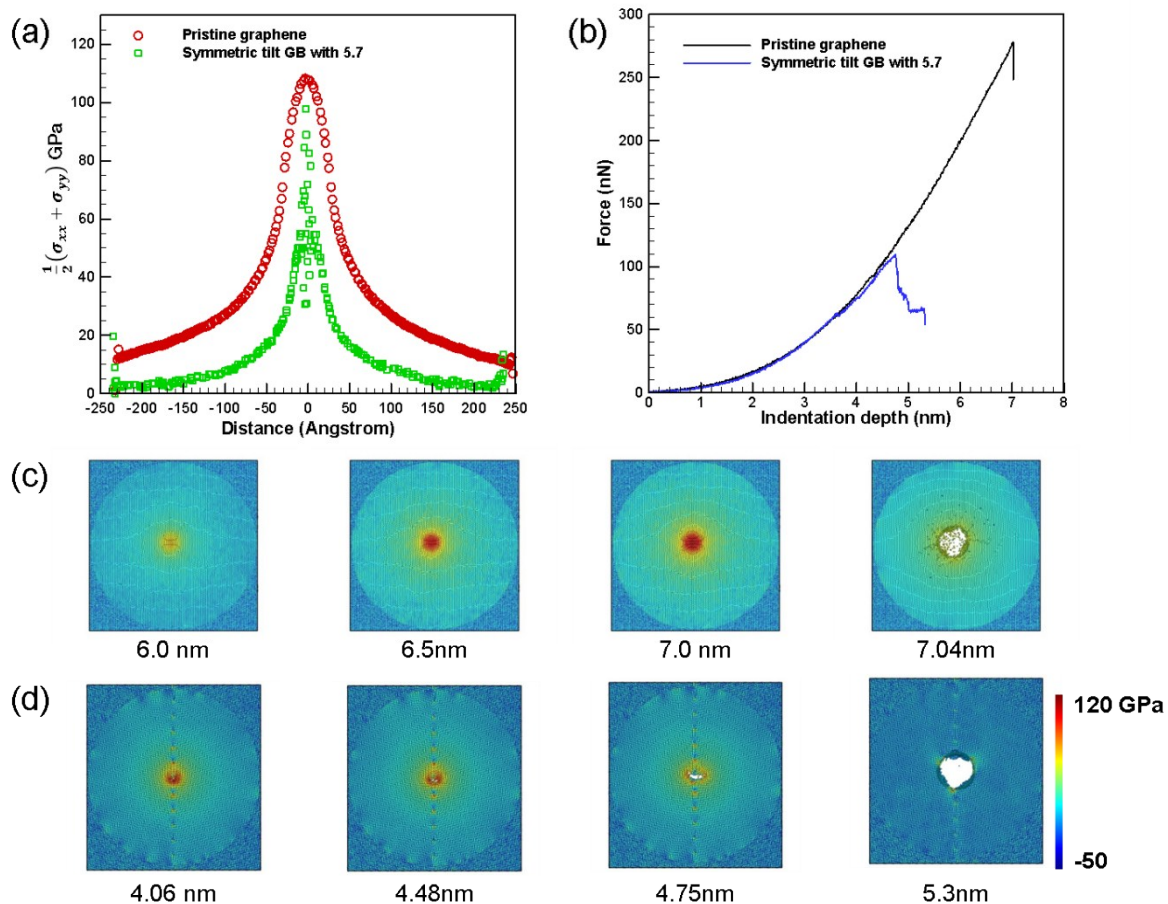 (a)
Pristine graphene
Symmetric tilt GB with 5.7
120
100
80
60
40
20
0
½(σxx + σyy) GPa
-250 -200 -150 -100 -50 0 50 100 150 200 250
Distance (Angstrom)
(b)
Pristine graphene
Symmetric tilt GB with 5.7
300
250
200
150
100
50
0
Force (nN)
0 1 2 3 4 5 6 7 8
Indentation depth (nm)
(c)
6.0 nm 6.5nm 7.0 nm 7.04nm
(d)
120 GPa
-50
4.06 nm 4.48nm 4.75nm 5.3nm